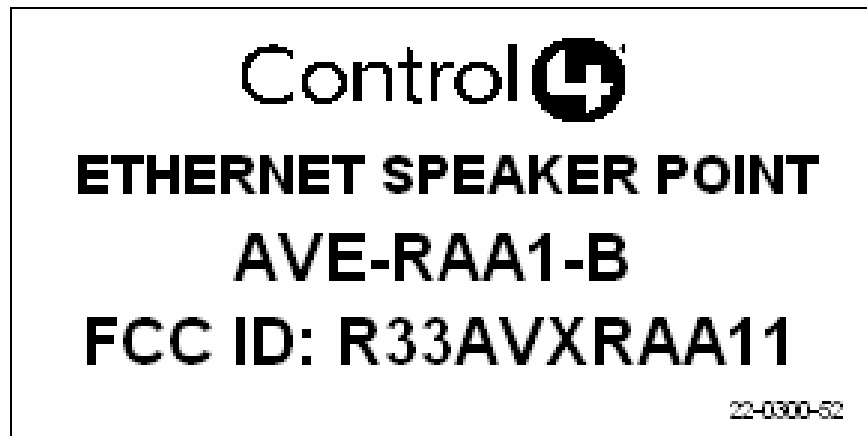 Control4
ETHERNET SPEAKER POINT
AVE-RAA1-B
FCC ID: R33AVXRAA11
22-0300-52